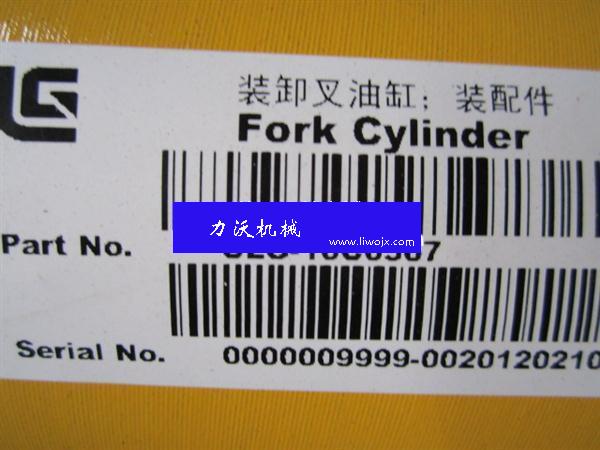 装卸叉油缸；装配件
Fork Cylinder
力沃机械
www.liwojx.com
Part No.
Serial No. 0000009999-0020120210